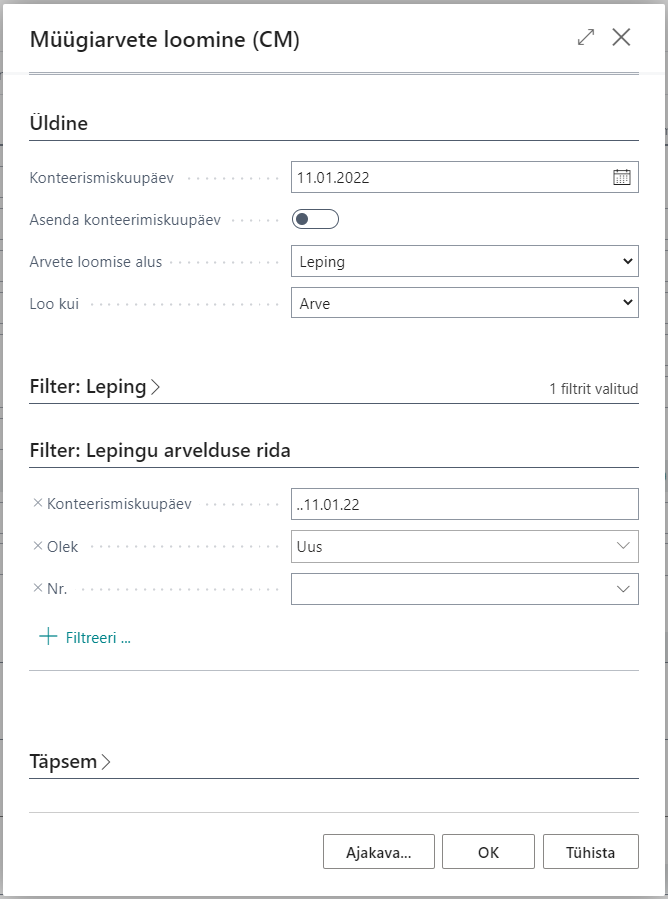 Müügiarvete loomine (CM)
Üldine
Konteerismiskuupäev 11.01.2022
Asenda konteerimiskuupäev
Arvete loomise alus Leping
Loo kui Arve
Filter: Leping 1 filtrit valitud
Filter: Lepingu arvelduse rida
Konteerismiskuupäev ..11.01.22
Olek Uus
Nr.
Filtreeri ...
Täpsem
Ajakava... OK Tühista